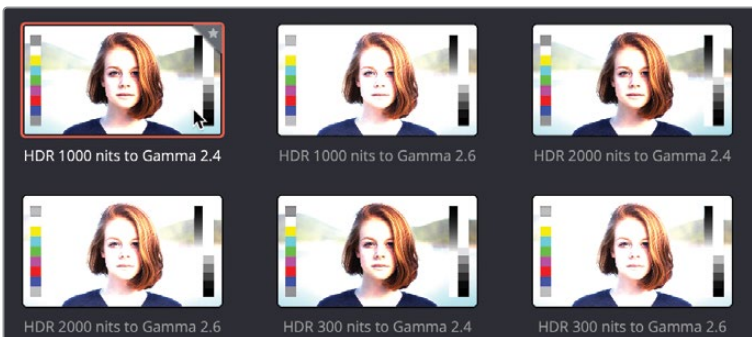 HDR 1000 nits to Gamma 2.4
HDR 1000 nits to Gamma 2.6
HDR 2000 nits to Gamma 2.4
HDR 2000 nits to Gamma 2.6
HDR 300 nits to Gamma 2.4
HDR 300 nits to Gamma 2.6